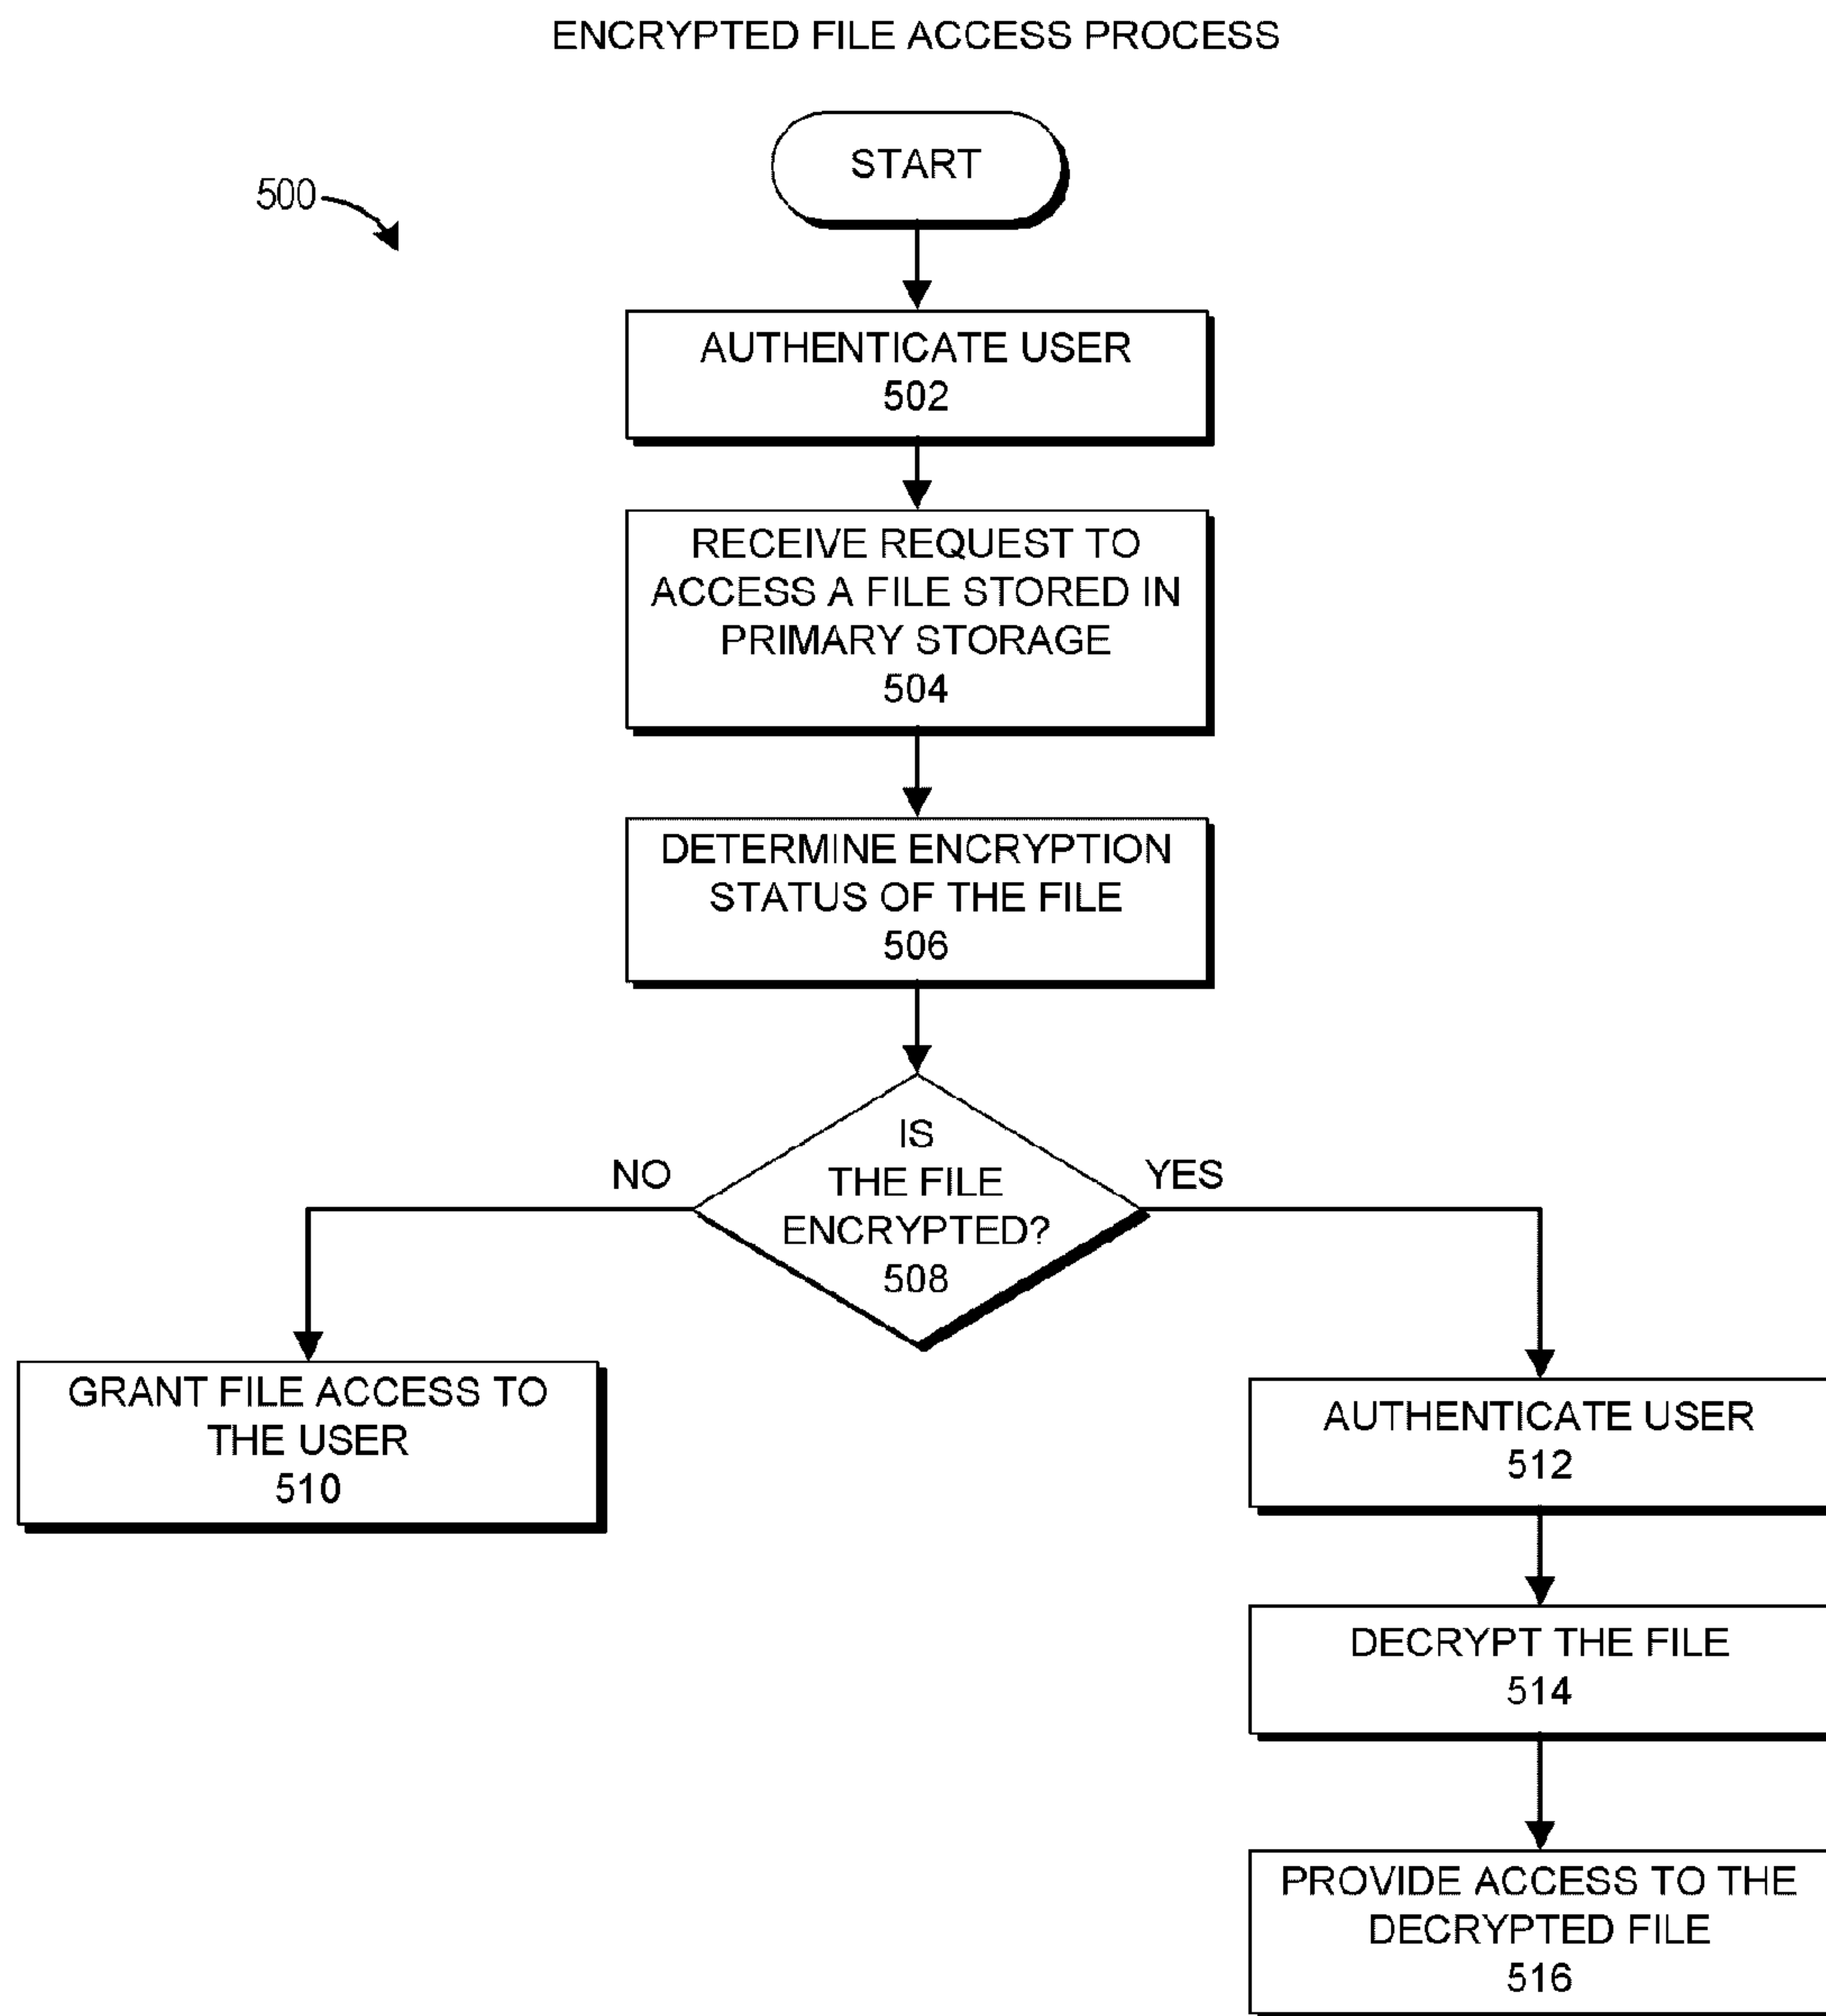 ENCRYPTED FILE ACCESS PROCESS
START
500
AUTHENTICATE USER
502
RECEIVE REQUEST TO
ACCESS A FILE STORED IN
PRIMARY STORAGE
504
DETERMINE ENCRYPTION
STATUS OF THE FILE
506
IS
THE FILE
ENCRYPTED?
508
NO
YES
GRANT FILE ACCESS TO
THE USER
510
AUTHENTICATE USER
512
DECRYPT THE FILE
514
PROVIDE ACCESS TO THE
DECRYPTED FILE
516